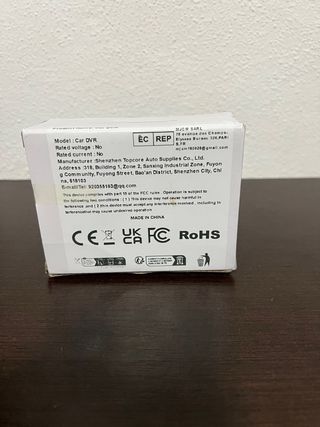 Model : Car DVR
Rated voltage : No
Rated current : No
Manufacturer :Shenzhen Topcore Auto Supplies Co., Ltd.
Address :318, Building 1, Zone 2, Sanxing Industrial Zone, Fuyon
g Community, Fuyong Street, Bao'an District, Shenzhen City, Chi
na, 518103
E-mail/Tel: 920355193@qq.com
EC REP
SUCR SARL
This device complies with part 15 of the FCC rules. Operation is subject to
the following two conditions : ( 1 ) This device may not cause harmful in
terference and ( 2 ) this device must accept any interference received , including in
terference that may cause undesired operation
MADE IN CHINA
CE UK CA FC RoHS